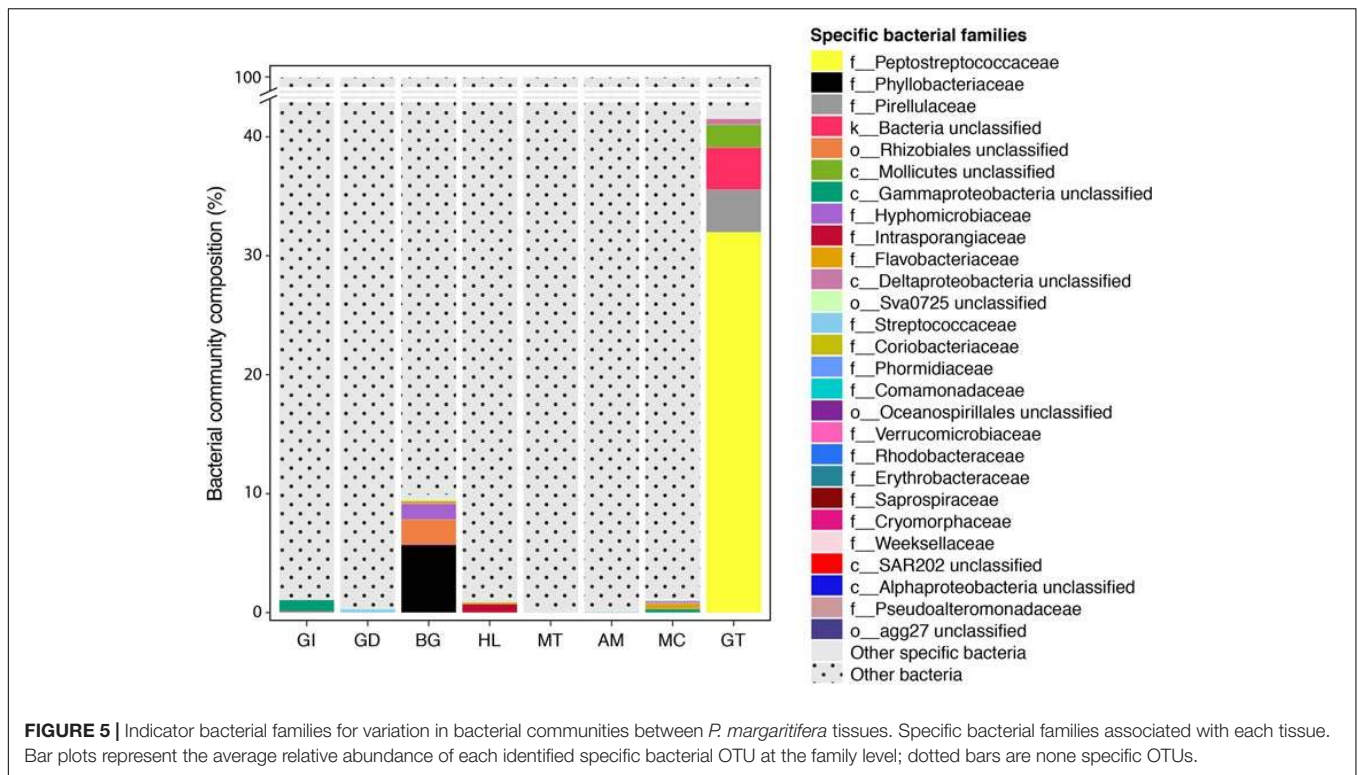 Specific bacterial families
f__Peptostreptococcaceae
f__Phyllobacteriaceae
f__Pirellulaceae
k__Bacteria unclassified
o__Rhizobiales unclassified
c__Mollicutes unclassified
c__Gammaproteobacteria unclassified
f__Hyphomicrobiaceae
f__Intrasporangiaceae
f__Flavobacteriaceae
c__Deltaproteobacteria unclassified
o__Sva0725 unclassified
f__Streptococcaceae
f__Coriobacteriaceae
f__Phormidiaceae
f__Comamonadaceae
o__Oceanospirillales unclassified
f__Verrucomicrobiaceae
f__Rhodobacteraceae
f__Erythrobacteraceae
f__Saprospiraceae
f__Cryomorphaceae
f__Weeksellaceae
c__SAR202 unclassified
c__Alphaproteobacteria unclassified
f__Pseudoalteromonadaceae
o__agg27 unclassified
Other specific bacteria
Other bacteria
Bacterial community composition (%)
100
40
30
20
10
0
GI GD BG HL MT AM MC GT
FIGURE 5 | Indicator bacterial families for variation in bacterial communities between P. margaritifera tissues. Specific bacterial families associated with each tissue.
Bar plots represent the average relative abundance of each identified specific bacterial OTU at the family level; dotted bars are none specific OTUs.